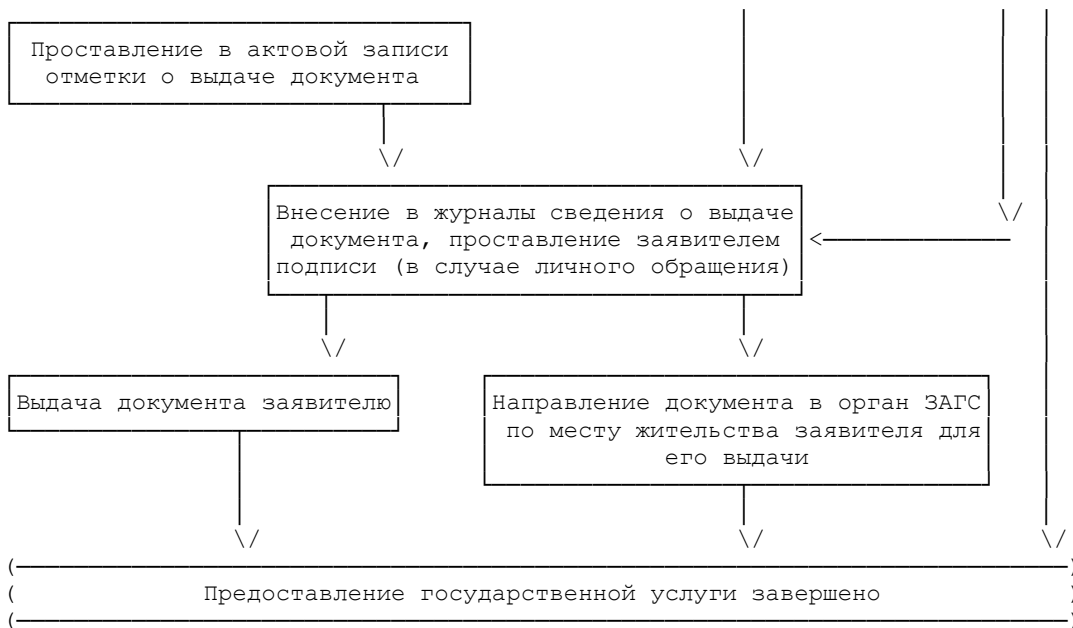 Проставление в актовой записи
отметки о выдаче документа
Внесение в журналы сведения о выдаче
документа, проставление заявителем
подписи (в случае личного обращения)
Выдача документа заявителю
Направление документа в орган ЗАГС
по месту жительства заявителя для
его выдачи
Предоставление государственной услуги завершено